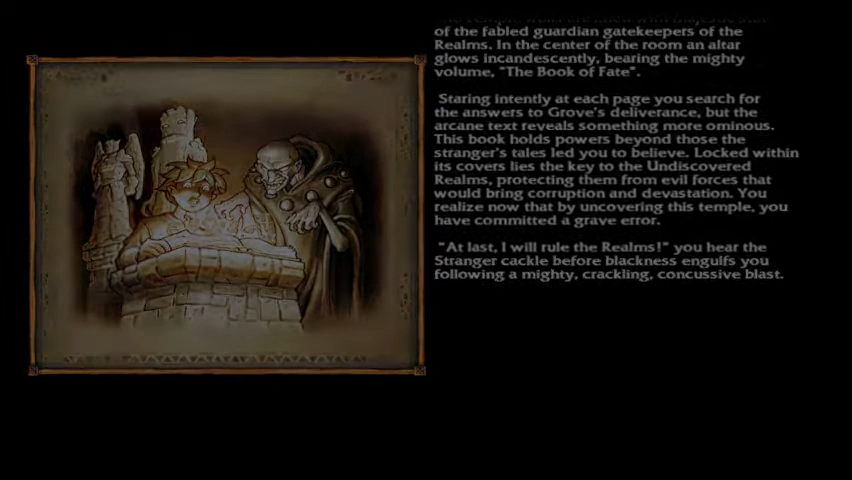 of the fabled guardian gatekeepers of the
Realms. In the center of the room an altar
glows incandescently, bearing the mighty
volume, "The Book of Fate".
Staring intently at each page you search for
the answers to Grove's deliverance, but the
arcane text reveals something more ominous.
This book holds powers beyond those the
stranger's tales led you to believe. Locked within
its covers lies the key to the Undiscovered
Realms, protecting them from evil forces that
would bring corruption and devastation. You
realize now that by uncovering this temple, you
have committed a grave error.
"At last, I will rule the Realms!" you hear the
Stranger cackle before blackness engulfs you
following a mighty, crackling, concussive blast.